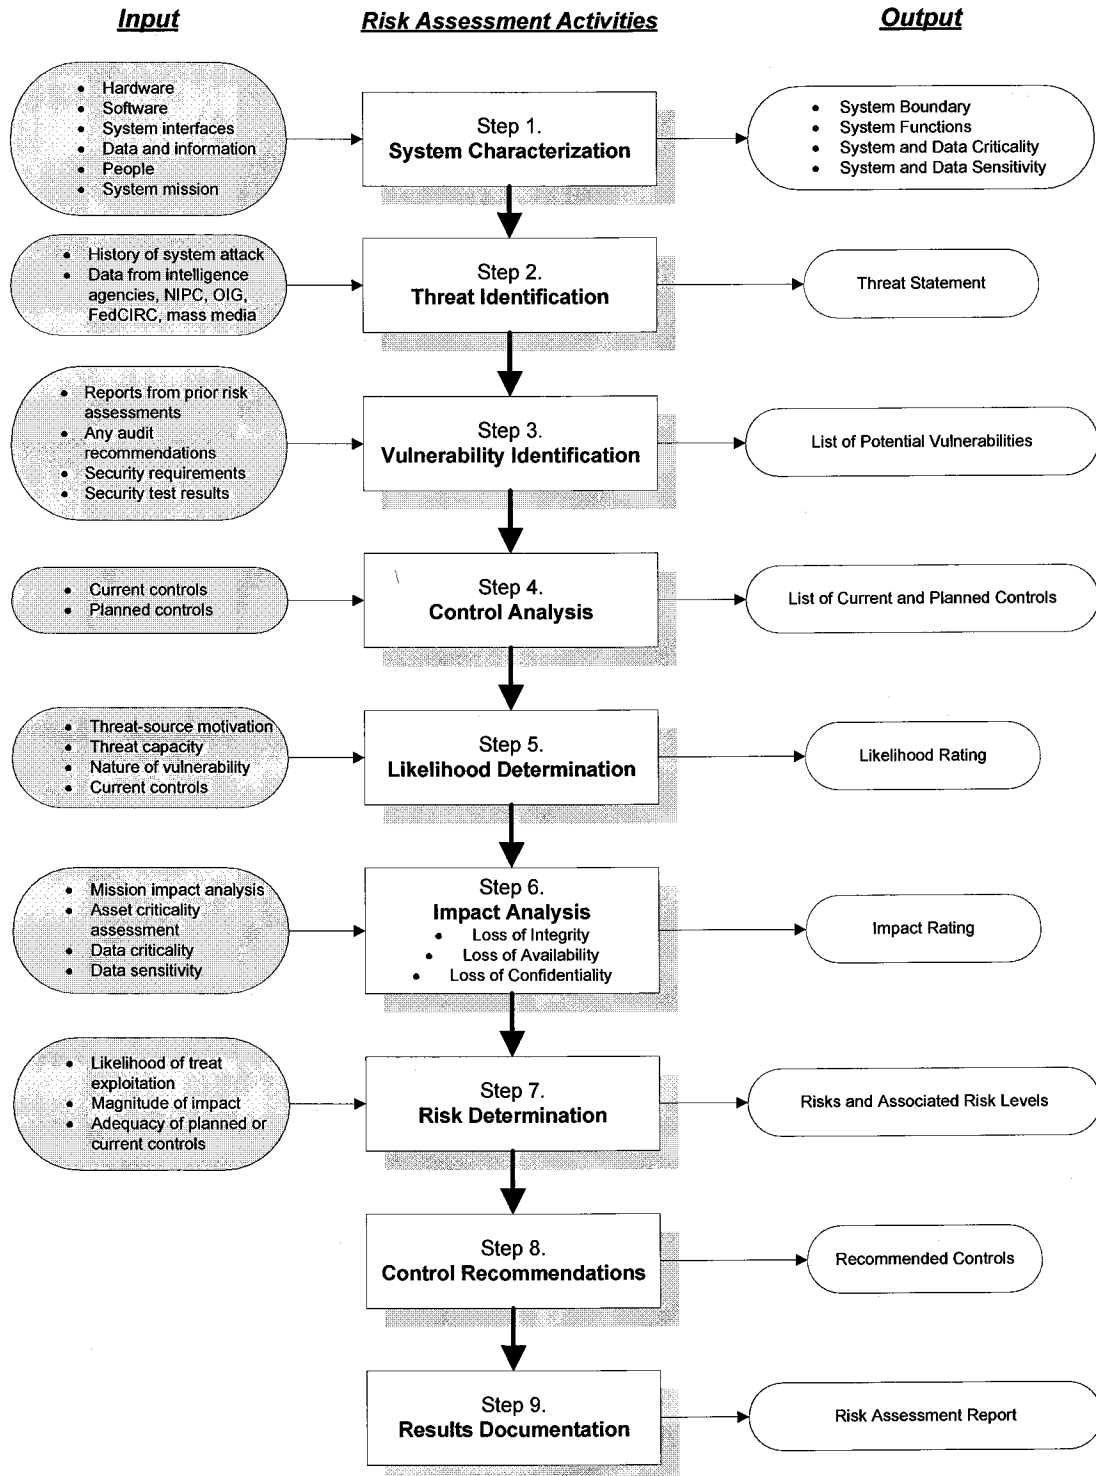 Input
Risk Assessment Activities
Output
• Hardware
• Software
• System interfaces
• Data and information
• People
• System mission
Step 1.
System Characterization
• System Boundary
• System Functions
• System and Data Criticality
• System and Data Sensitivity
• History of system attack
• Data from intelligence
agencies, NIPC, OIG,
FedCIRC, mass media
Step 2.
Threat Identification
Threat Statement
• Reports from prior risk
assessments
• Any audit
recommendations
• Security requirements
• Security test results
Step 3.
Vulnerability Identification
List of Potential Vulnerabilities
• Current controls
• Planned controls
Step 4.
Control Analysis
List of Current and Planned Controls
• Threat-source motivation
• Threat capacity
• Nature of vulnerability
• Current controls
Step 5.
Likelihood Determination
Likelihood Rating
• Mission impact analysis
• Asset criticality
assessment
• Data criticality
• Data sensitivity
Step 6.
Impact Analysis
• Loss of Integrity
• Loss of Availability
• Loss of Confidentiality
Impact Rating
• Likelihood of treat
exploitation
• Magnitude of impact
• Adequacy of planned or
current controls
Step 7.
Risk Determination
Risks and Associated Risk Levels
Step 8.
Control Recommendations
Recommended Controls
Step 9.
Results Documentation
Risk Assessment Report